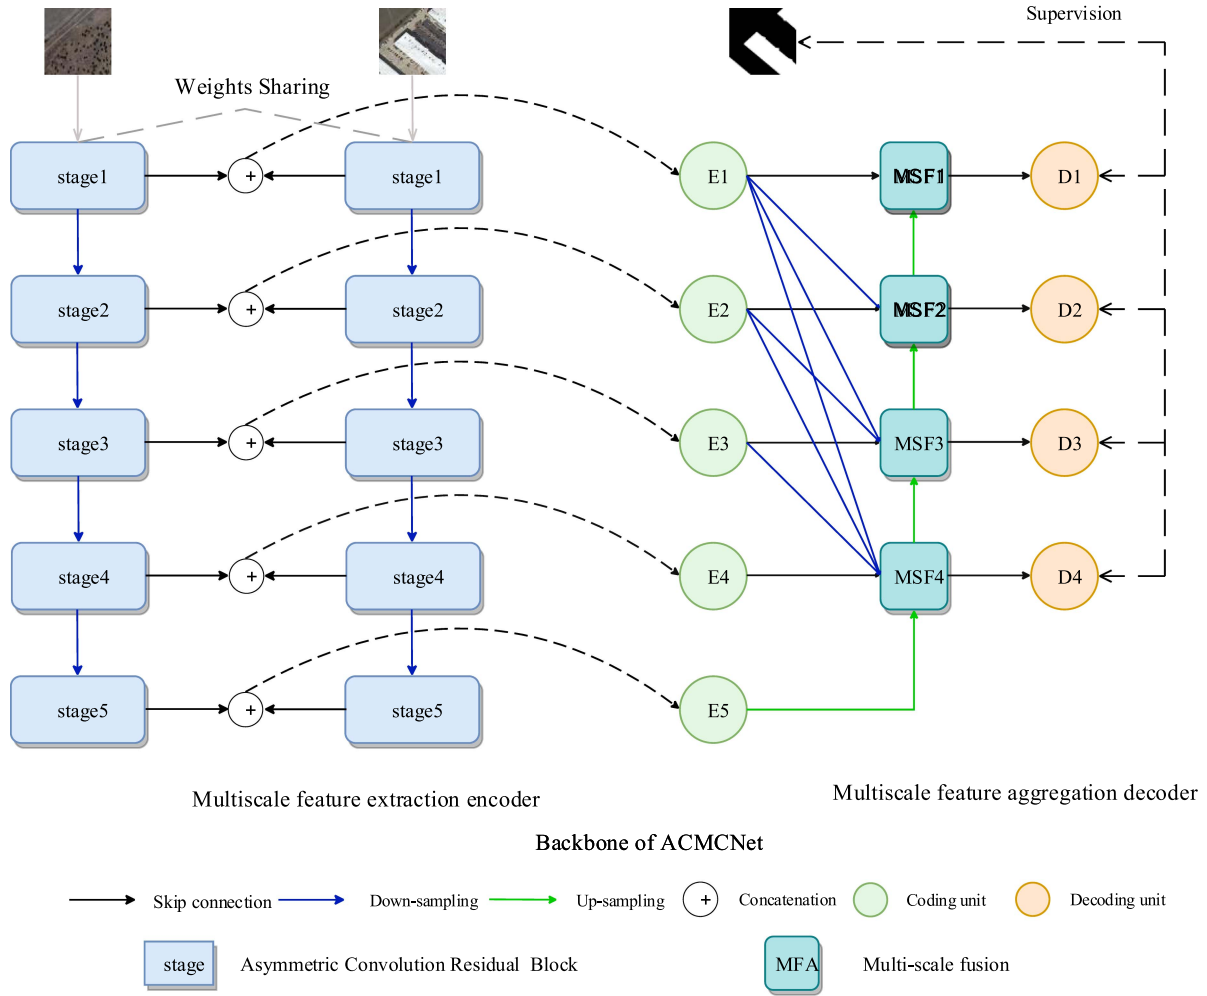 Supervision
Weights Sharing
stage1
+
stage1
E1
MSF1
D1
stage2
+
stage2
E2
MSF2
D2
stage3
+
stage3
E3
MSF3
D3
stage4
+
stage4
E4
MSF4
D4
stage5
+
stage5
E5
Multiscale feature extraction encoder
Multiscale feature aggregation decoder
Backbone of ACMCNet
Skip connection
Down-sampling
Up-sampling
+
Concatenation
Coding unit
Decoding unit
stage
Asymmetric Convolution Residual Block
MFA
Multi-scale fusion